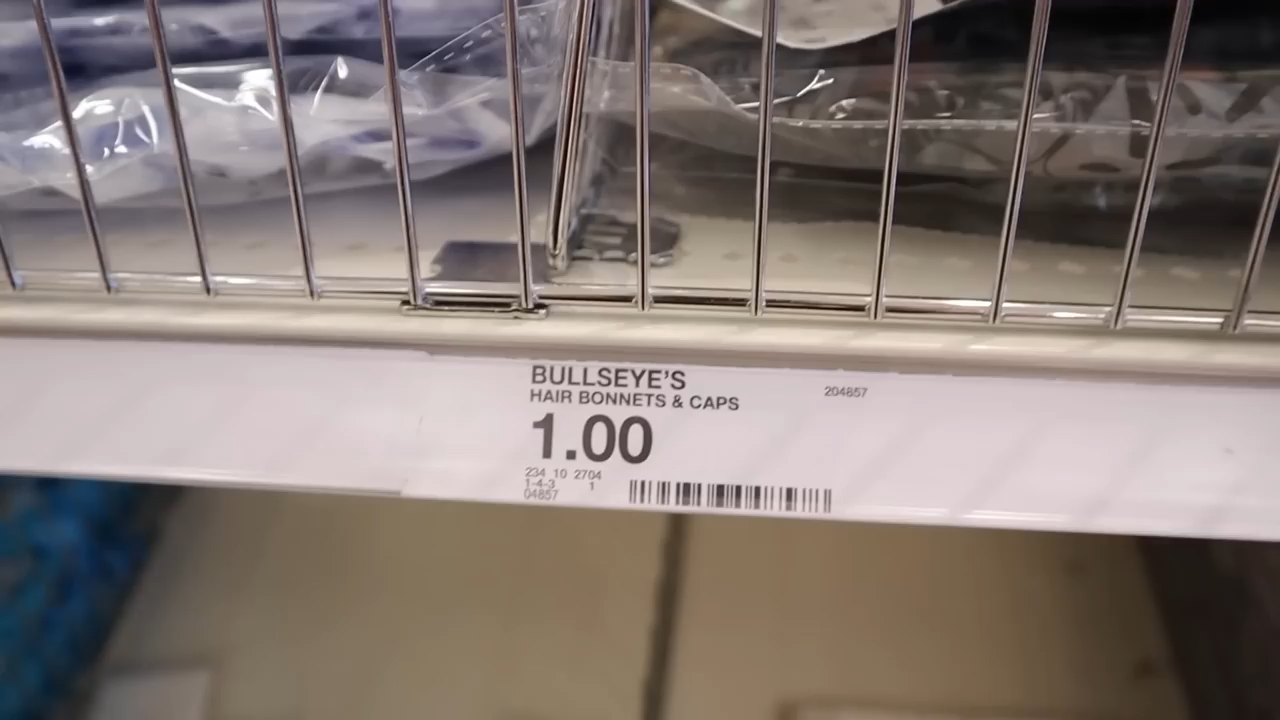 BULLSEYE'S
HAIR BONNETS & CAPS
204857
1.00
234 10 2704
1-4-3 1
04857